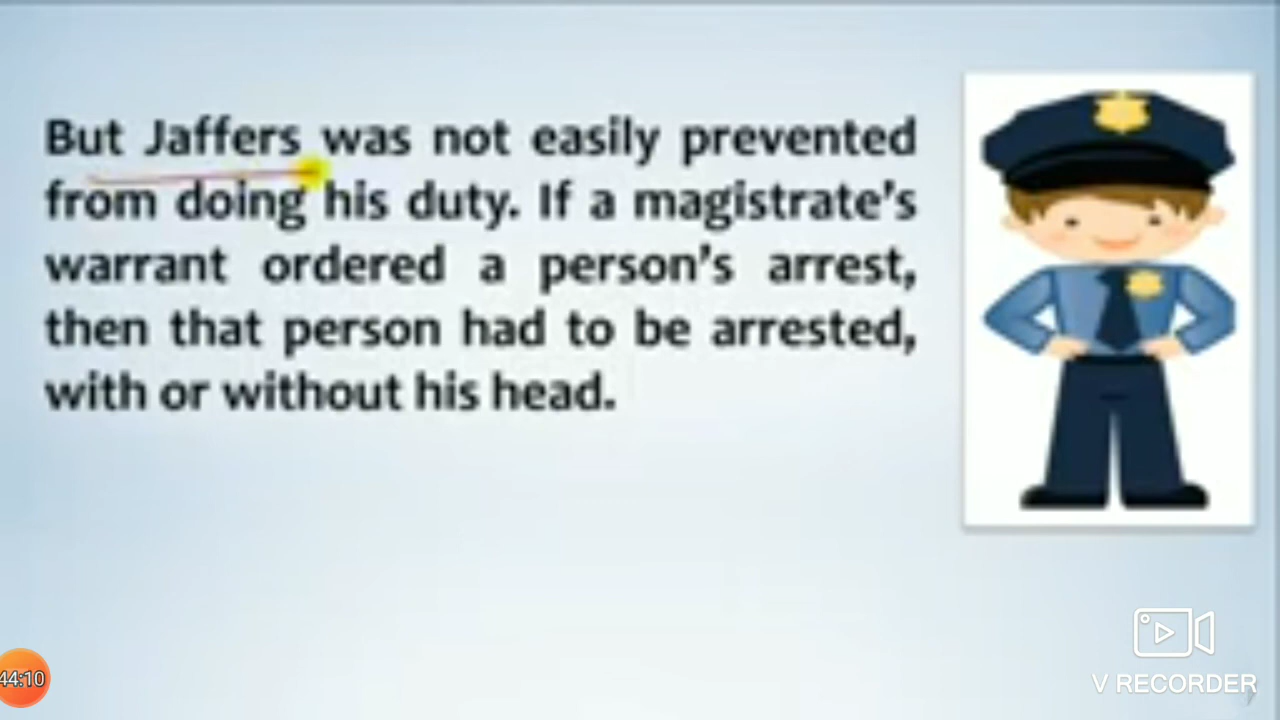 But Jaffers was not easily prevented
from doing his duty. If a magistrate's
warrant ordered a person's arrest,
then that person had to be arrested,
with or without his head.
44:10
V RECORDER